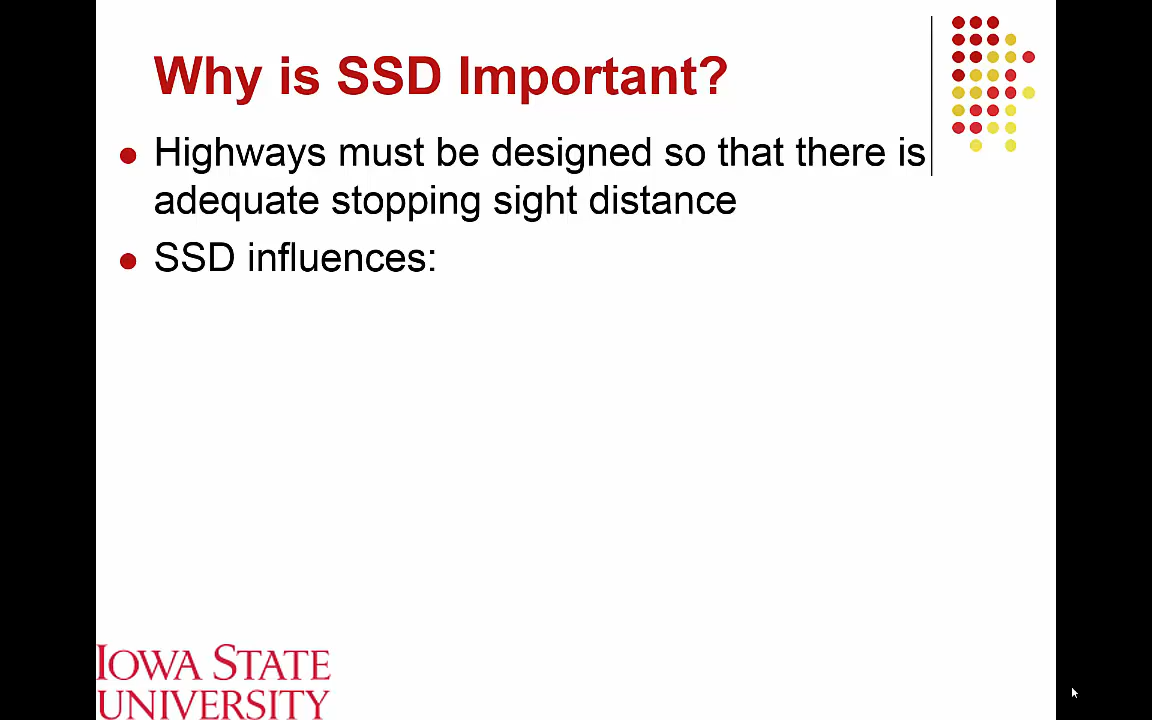 Why is SSD Important?
Highways must be designed so that there is
adequate stopping sight distance
SSD influences:
IOWA STATE
UNIVERSITY